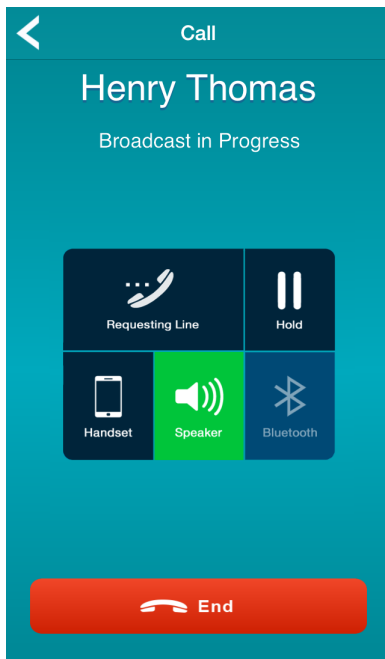 Call
Henry Thomas
Broadcast in Progress
Requesting Line
Hold
Handset
Speaker
Bluetooth
End